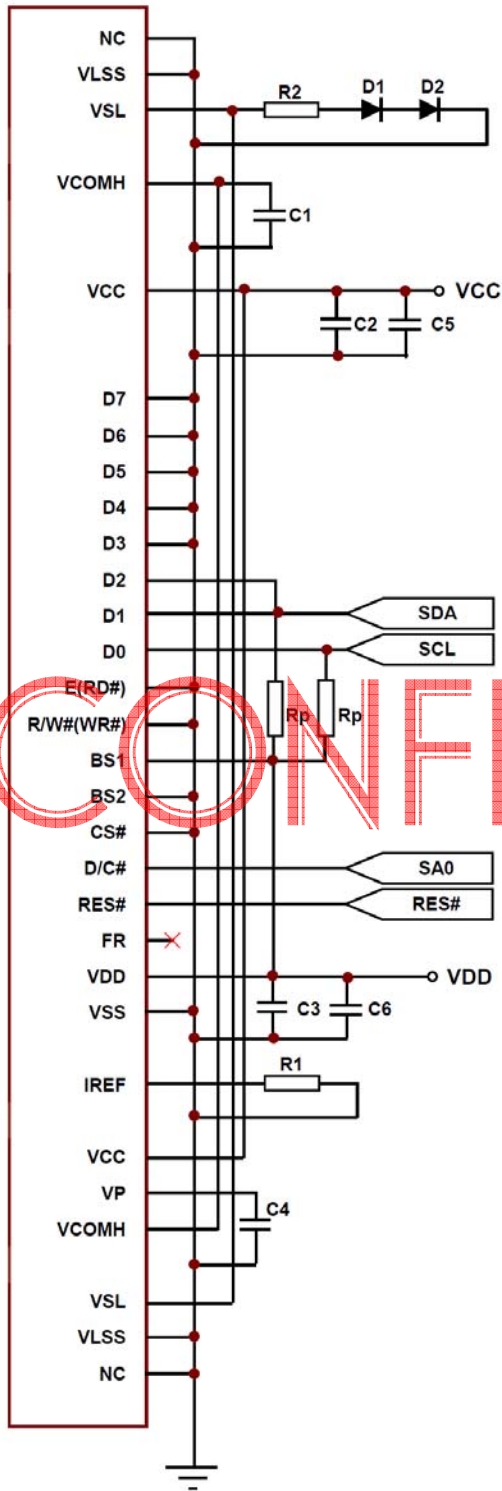 NC
VLSS
VSL
R2
D1
D2
VCOMH
C1
VCC
VCC
C2
C5
D7
D6
D5
D4
D3
D2
D1
SDA
D0
SCL
E(RD#)
R/W#(WR#)
Rp
Rp
BS1
CONFI
BS2
CS#
D/C#
SA0
RES#
RES#
FR
VDD
VDD
VSS
C3
C6
IREF
R1
VCC
VP
C4
VCOMH
VSL
VLSS
NC